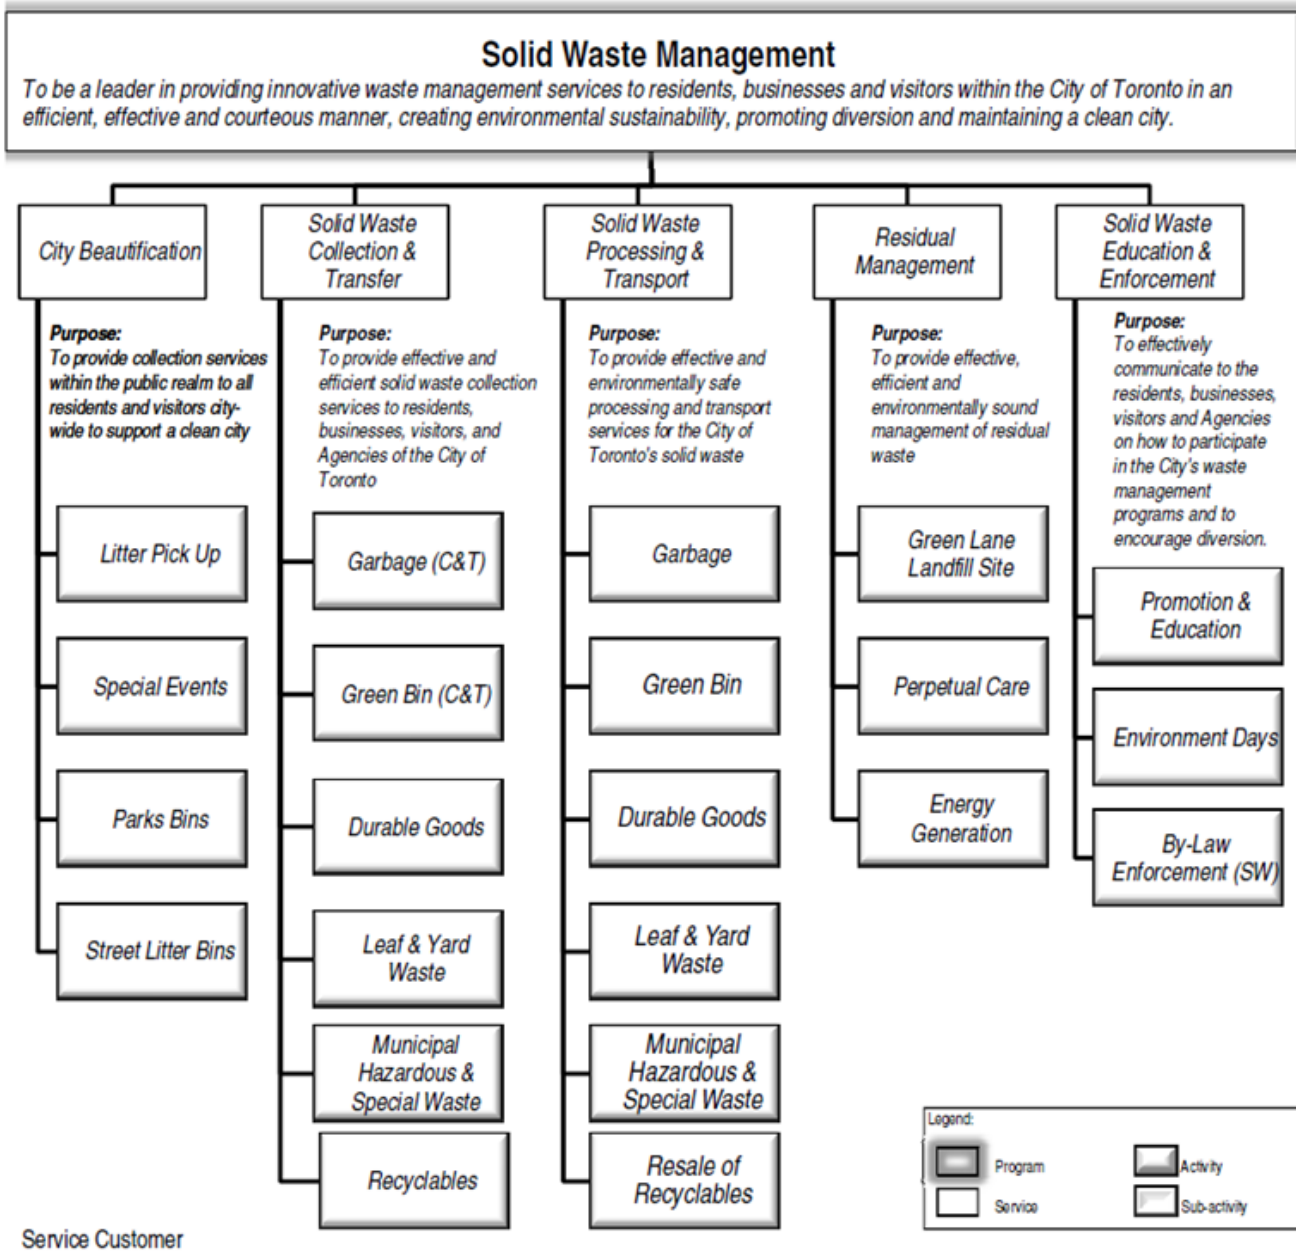 Solid Waste Management
To be a leader in providing innovative waste management services to residents, businesses and visitors within the City of Toronto in an
efficient, effective and courteous manner, creating environmental sustainability, promoting diversion and maintaining a clean city.
City Beautification
Purpose:
To provide collection services
within the public realm to all
residents and visitors city-
wide to support a clean city
Litter Pick Up
Special Events
Parks Bins
Street Litter Bins
Solid Waste
Collection &
Transfer
Purpose:
To provide effective and
efficient solid waste collection
services to residents,
businesses, visitors, and
Agencies of the City of
Toronto
Garbage (C&T)
Green Bin (C&T)
Durable Goods
Leaf & Yard
Waste
Municipal
Hazardous &
Special Waste
Recyclables
Solid Waste
Processing &
Transport
Purpose:
To provide effective and
environmentally safe
processing and transport
services for the City of
Toronto's solid waste
Garbage
Green Bin
Durable Goods
Leaf & Yard
Waste
Municipal
Hazardous &
Special Waste
Resale of
Recyclables
Residual
Management
Purpose:
To provide effective,
efficient and
environmentally sound
management of residual
waste
Green Lane
Landfill Site
Perpetual Care
Energy
Generation
Solid Waste
Education &
Enforcement
Purpose:
To effectively
communicate to the
residents, businesses,
visitors and Agencies
on how to participate
in the City's waste
management
programs and to
encourage diversion.
Promotion &
Education
Environment Days
By-Law
Enforcement (SW)
Legend:
Program
Activity
Service
Sub-activity
Service Customer